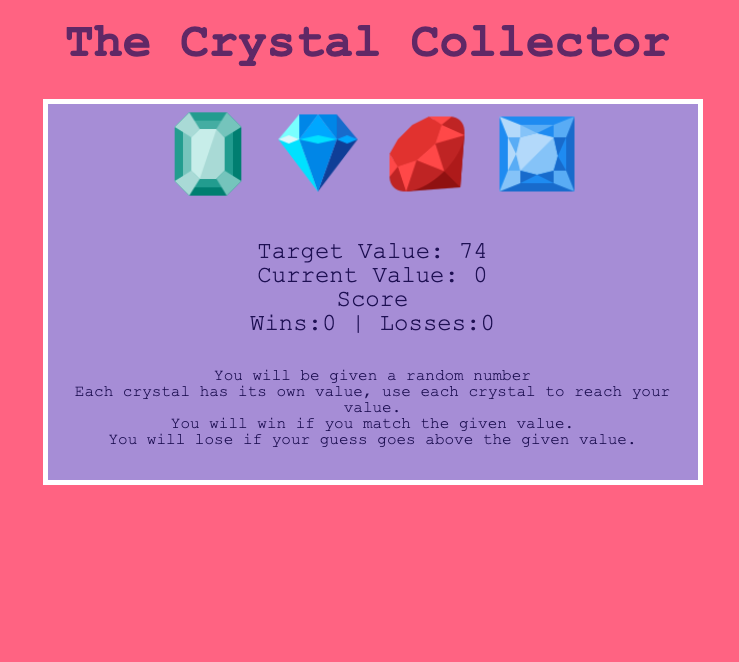 The Crystal Collector
Target Value: 74
Current Value: 0
Score
Wins:0 | Losses:0
You will be given a random number
Each crystal has its own value, use each crystal to reach your
value.
You will win if you match the given value.
You will lose if your guess goes above the given value.